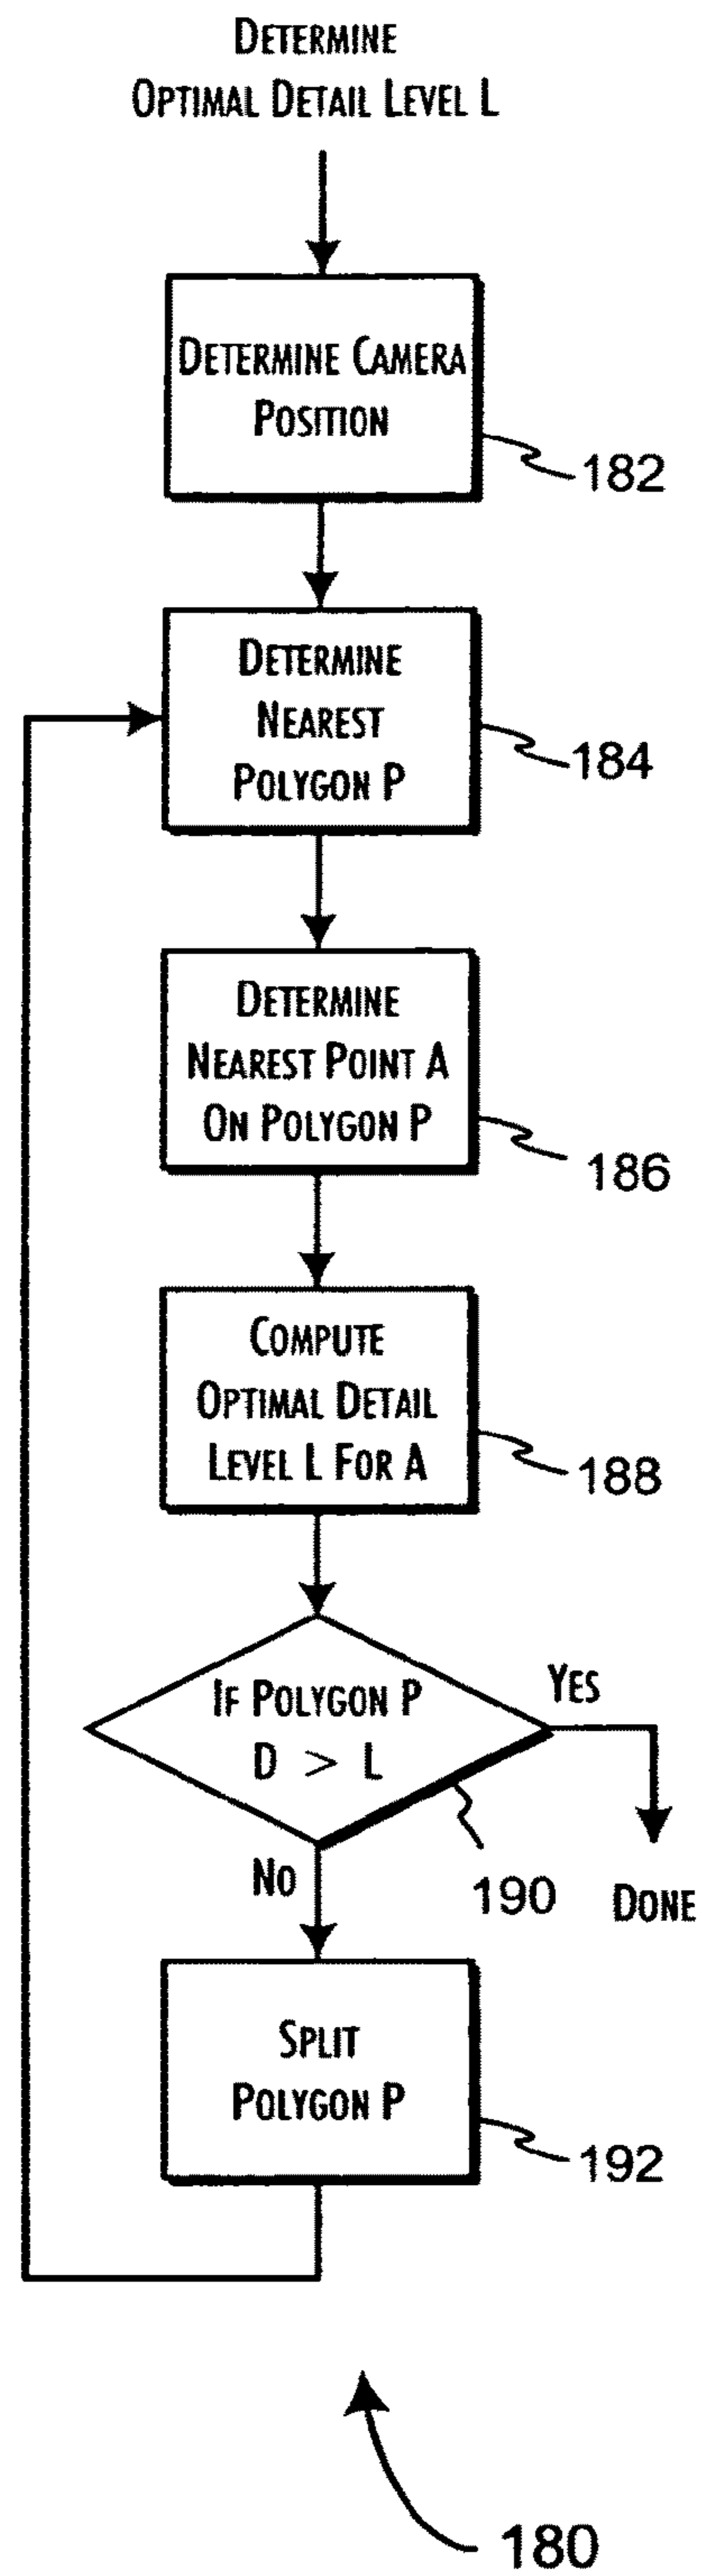 DETERMINE
OPTIMAL DETAIL LEVEL L
DETERMINE CAMERA
POSITION
182
DETERMINE
NEAREST
POLYGON P
184
DETERMINE
NEAREST POINT A
ON POLYGON P
186
COMPUTE
OPTIMAL DETAIL
LEVEL L FOR A
188
IF POLYGON P
D > L
YES
190
DONE
NO
SPLIT
POLYGON P
192
180